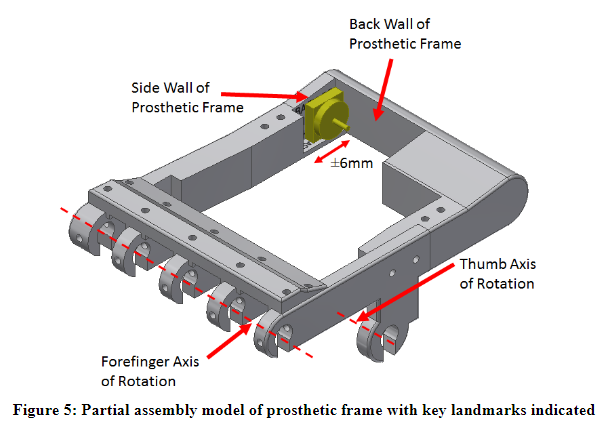 Back Wall of
Prosthetic Frame
Side Wall of
Prosthetic Frame
±6mm
Thumb Axis
of Rotation
Forefinger Axis
of Rotation
Figure 5: Partial assembly model of prosthetic frame with key landmarks indicated